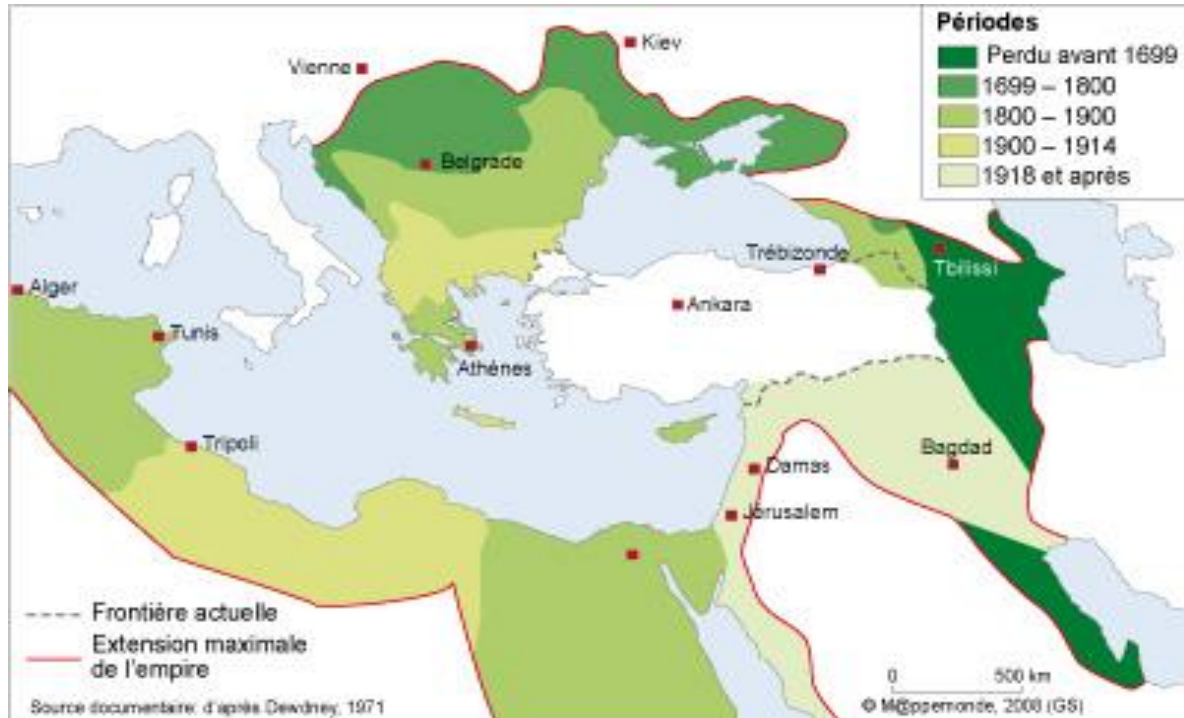 Périodes
Perdu avant 1699
1699 – 1800
1800 – 1900
1900 – 1914
1918 et après
Kiev
Vienne
Belgrade
Trébizonde
Tbilissi
Alger
Tunis
Ankara
Athènes
Tripoli
Damas
Bagdad
Jérusalem
Frontière actuelle
Extension maximale
de l'empire
0 500 km
Source documentaire: d'après Dewdney, 1971
© M@ppemonde, 2008 (GS)